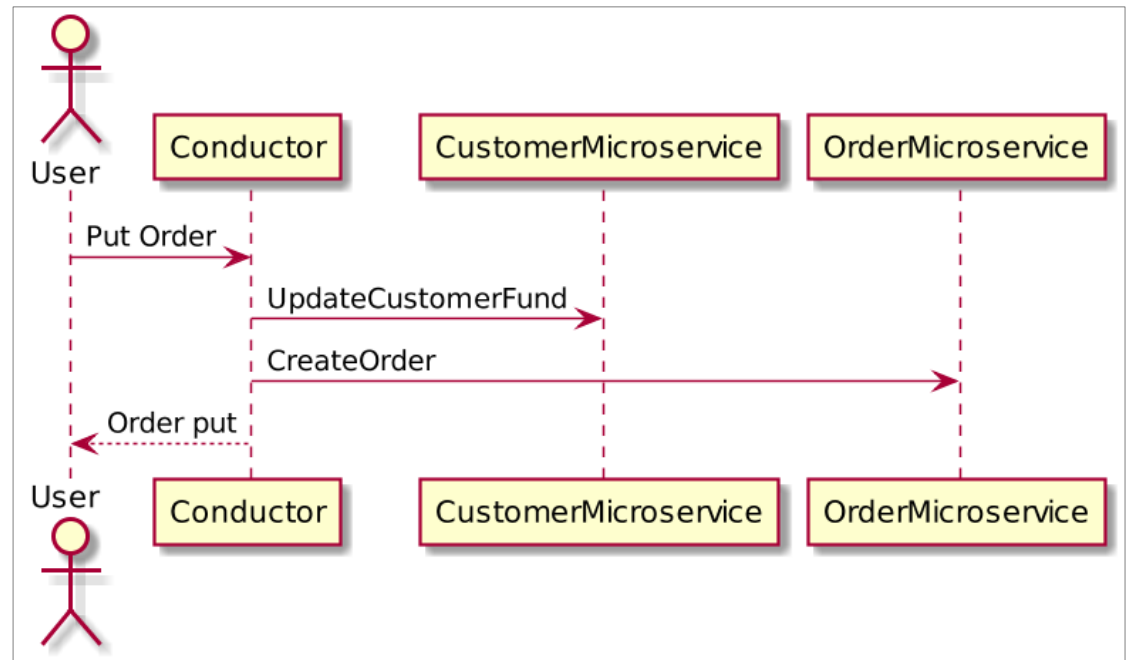 User
Conductor
CustomerMicroservice
OrderMicroservice
Put Order
UpdateCustomerFund
CreateOrder
Order put
User
Conductor
CustomerMicroservice
OrderMicroservice